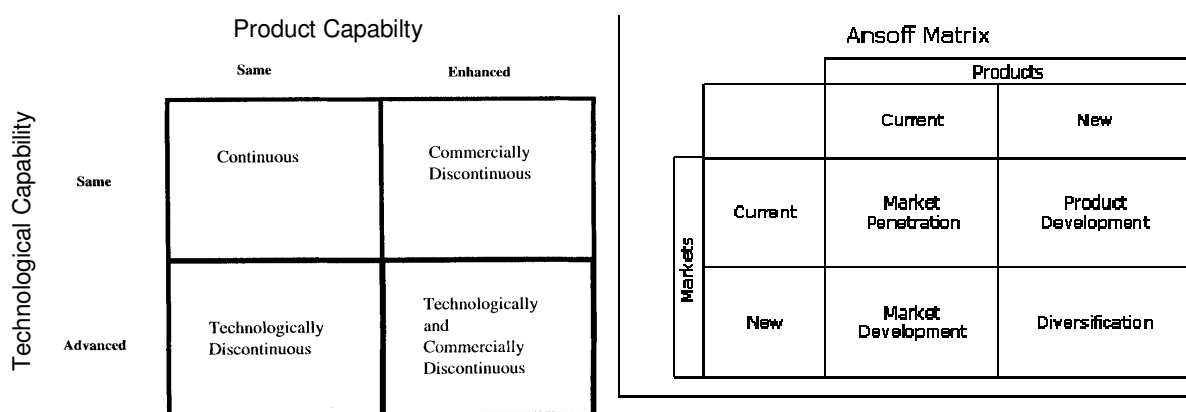 Product Capabilty
Same
Enhanced
Technological Capability
Same
Continuous
Commercially
Discontinuous
Advanced
Technologically
Discontinuous
Technologically
and
Commercially
Discontinuous
Ansoff Matrix
Products
Current
New
Markets
Current
Market
Penetration
Product
Development
New
Market
Development
Diversification